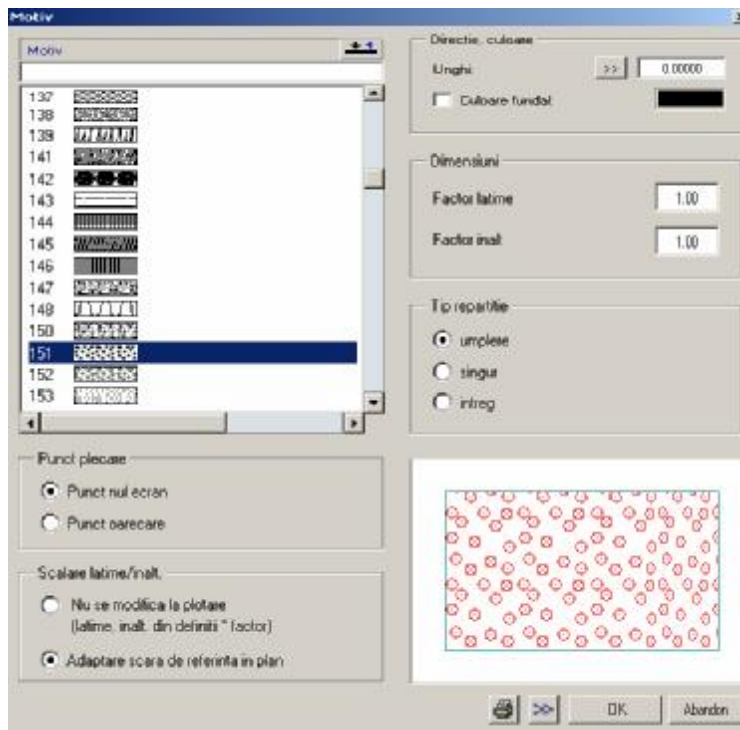 Motiv
Motiv
137
138
139
141
142
143
144
145
146
147
148
150
151
152
153
Punct plecare
Punct nul ecran
Punct oarecare
Scalare latime/inalt.
Nu se modifica la plotare
(latime, inalt. din definitii * factor)
Adaptare scara de referinta in plan
Directie, culoare
Unghi: >> 0.00000
Culoare fundal:
Dimensiuni
Factor latime 1.00
Factor inalt. 1.00
Tip repartitie
umplere
singur
intreg
OK Abandon